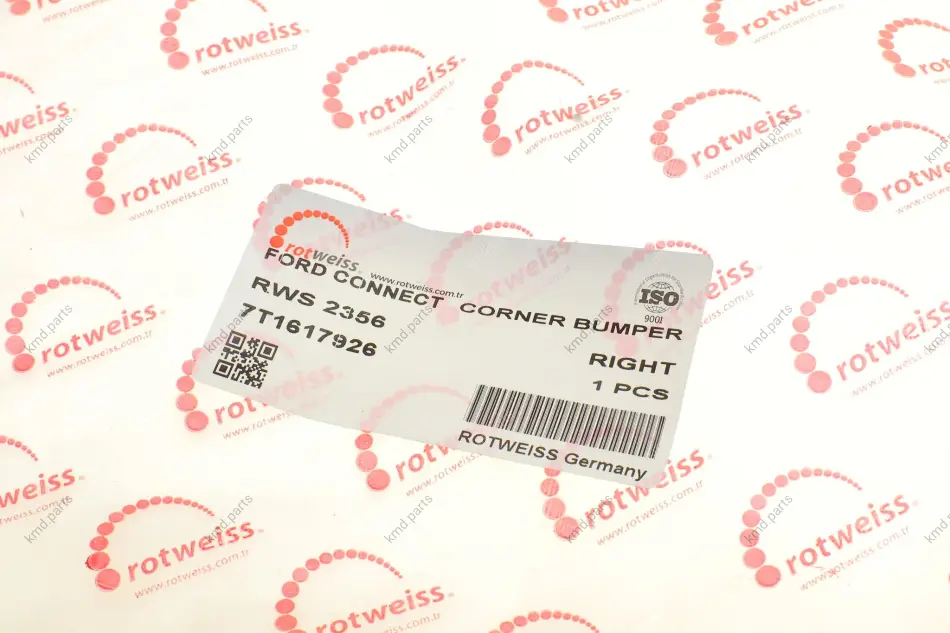 rotweiss.
www.rotweiss.com.tr
FORD CONNECT CORNER BUMPER
RWS 2356
RIGHT
7T1617926
1 PCS
ISO
9001
ROTWEISS Germany
rotweiss.
www.rotweiss.com.tr
kmd.parts